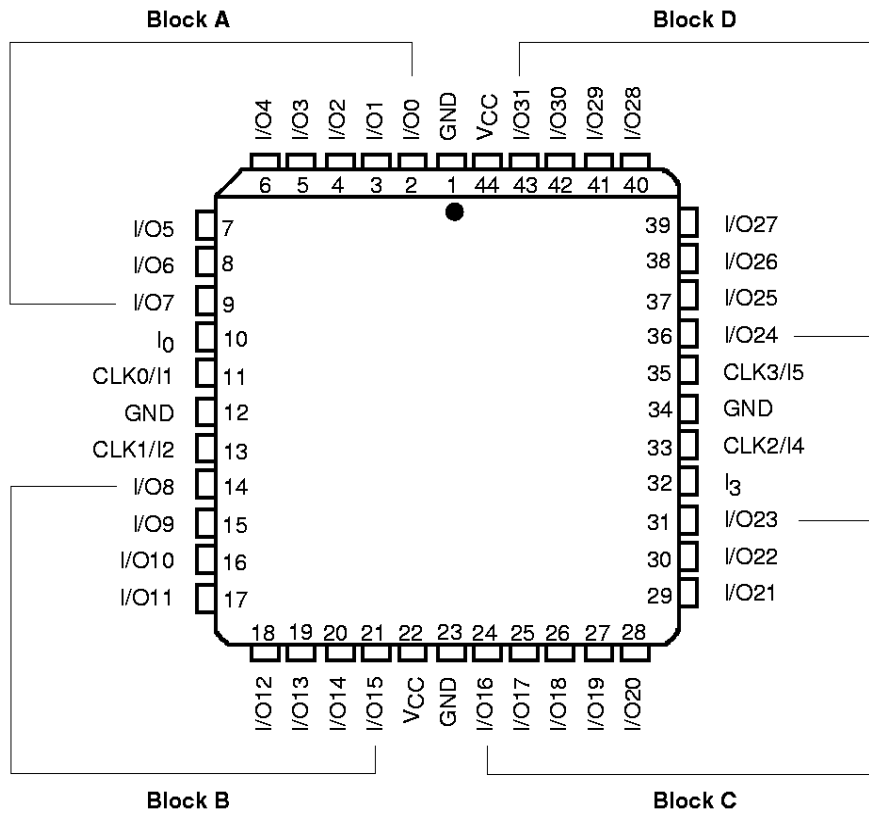 Block A
Block D
I/O4
I/O3
I/O2
I/O1
I/O0
GND
VCC
I/O31
I/O30
I/O29
I/O28
6 5 4 3 2 1 44 43 42 41 40
I/O5 7
I/O6 8
I/O7 9
I0 10
CLK0/I1 11
GND 12
CLK1/I2 13
I/O8 14
I/O9 15
I/O10 16
I/O11 17
39 I/O27
38 I/O26
37 I/O25
36 I/O24
35 CLK3/I5
34 GND
33 CLK2/I4
32 I3
31 I/O23
30 I/O22
29 I/O21
18 19 20 21 22 23 24 25 26 27 28
I/O12
I/O13
I/O14
I/O15
VCC
GND
I/O16
I/O17
I/O18
I/O19
I/O20
Block B
Block C